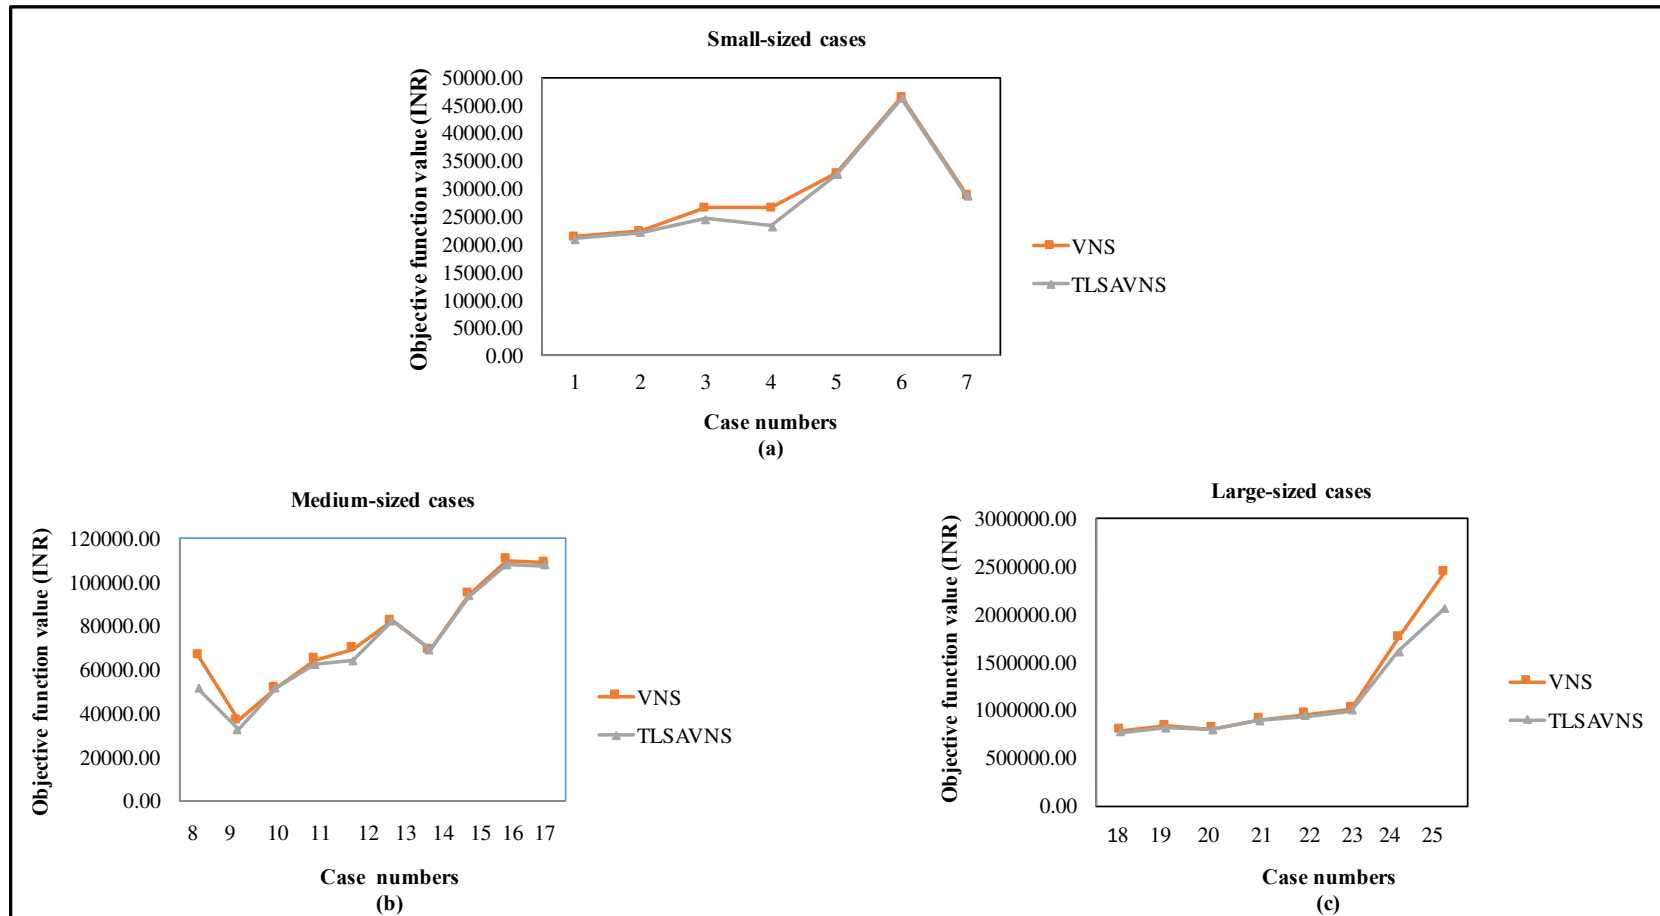 Small-sized cases
Objective function value (INR)
50000.00
45000.00
40000.00
35000.00
30000.00
25000.00
20000.00
15000.00
10000.00
5000.00
0.00
1 2 3 4 5 6 7
Case numbers
(a)
VNS
TLSAVNS
Medium-sized cases
Objective function value (INR)
120000.00
100000.00
80000.00
60000.00
40000.00
20000.00
0.00
8 9 10 11 12 13 14 15 16 17
Case numbers
(b)
VNS
TLSAVNS
Large-sized cases
Objective function value (INR)
3000000.00
2500000.00
2000000.00
1500000.00
1000000.00
500000.00
0.00
18 19 20 21 22 23 24 25
Case numbers
(c)
VNS
TLSAVNS